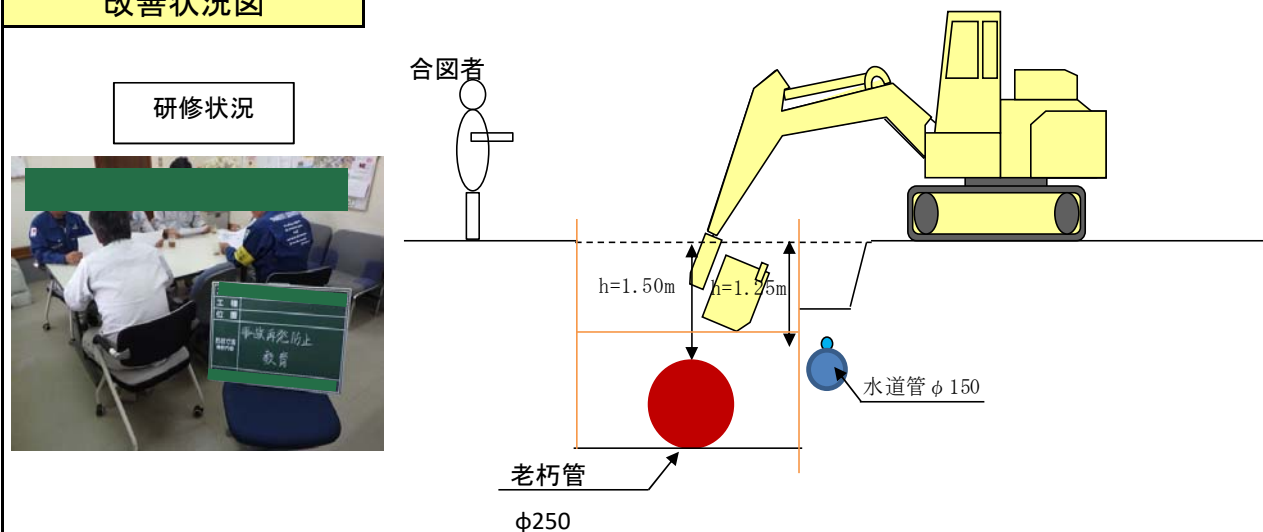 改善状況図
研修状況
合図者
h=1.50m
h=1.25m
水道管φ150
老朽管
φ250
工種
位置
事故再発防止
教育